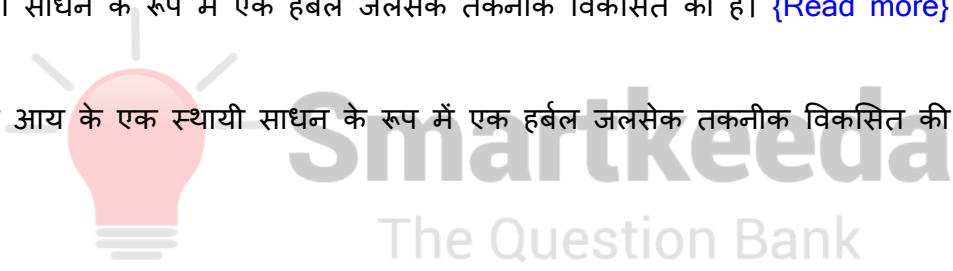 साधन के रूप में एक हर्बल जलसेक तकनीक विकसित की है। {Read more}
आय के एक स्थायी साधन के रूप में एक हर्बल जलसेक तकनीक विकसित की
Smartkeeda
The Question Bank